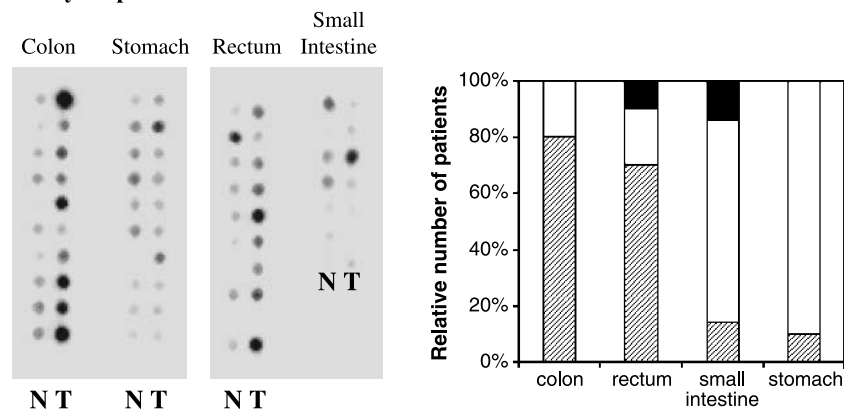 Colon Stomach Rectum Small
Intestine
N T
N T N T N T
Relative number of patients
100%
80%
60%
40%
20%
0%
colon rectum small stomach
intestine